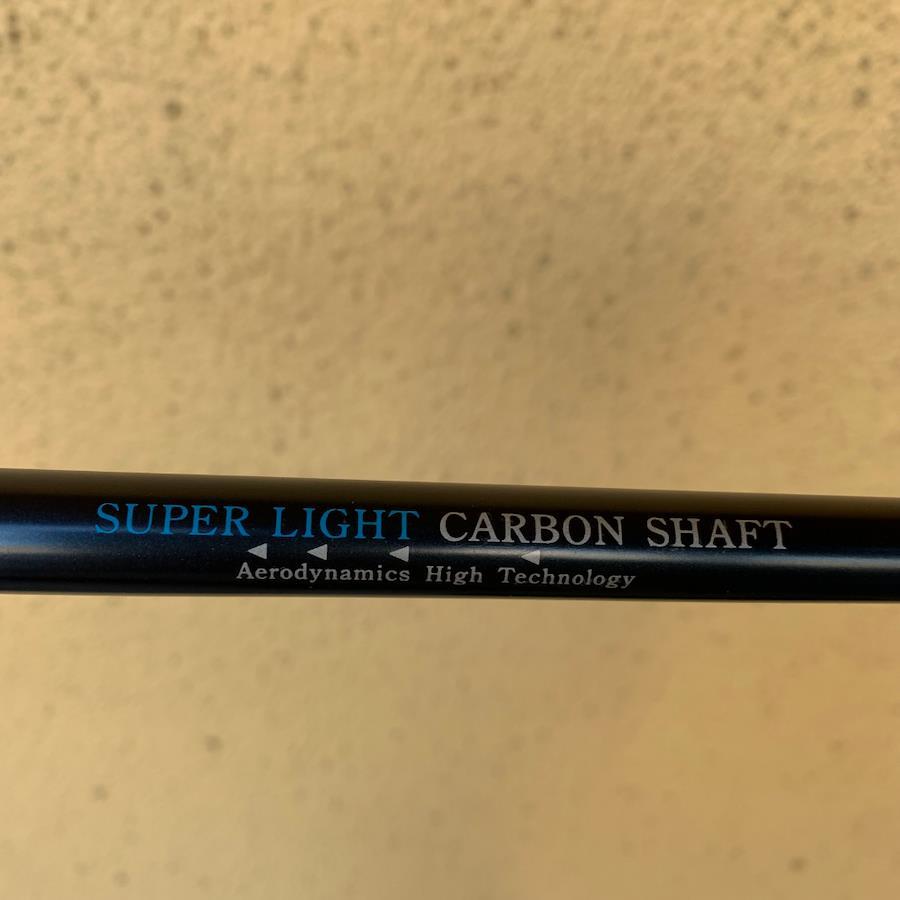 SUPER LIGHT CARBON SHAFT
Aerodynamics High Technology